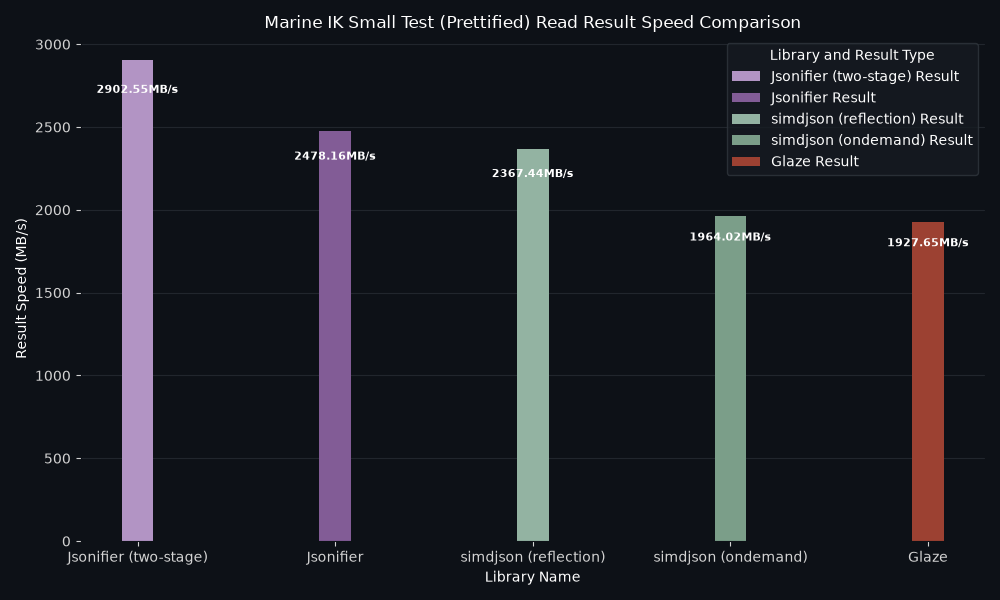 Marine IK Small Test (Prettified) Read Result Speed Comparison
3000
2500
2000
1500
1000
500
0
Result Speed (MB/s)
2902.55MB/s
2478.16MB/s
2367.44MB/s
1964.02MB/s
1927.65MB/s
Library and Result Type
Jsonifier (two-stage) Result
Jsonifier Result
simdjson (reflection) Result
simdjson (ondemand) Result
Glaze Result
Jsonifier (two-stage)
Jsonifier
simdjson (reflection)
simdjson (ondemand)
Glaze
Library Name